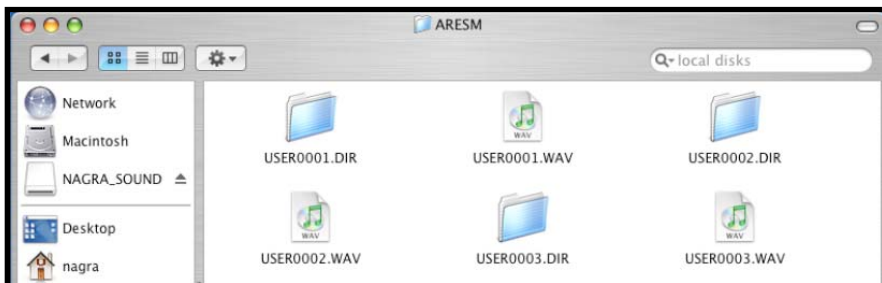 ARESM
local disks
Network
Macintosh
NAGRA_SOUND
Desktop
nagra
USER0001.DIR
WAV
USER0001.WAV
USER0002.DIR
WAV
USER0002.WAV
USER0003.DIR
WAV
USER0003.WAV